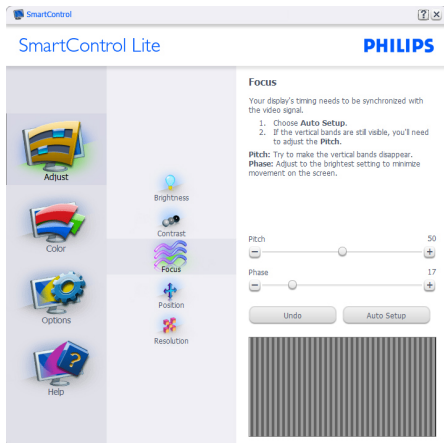 SmartControl
SmartControl Lite
PHILIPS
Adjust
Color
Options
Help
Brightness
Contrast
Focus
Position
Resolution
Focus
Your display's timing needs to be synchronized with
the video signal.
1. Choose Auto Setup.
2. If the vertical bands are still visible, you'll need
to adjust the Pitch.
Pitch: Try to make the vertical bands disappear.
Phase: Adjust to the brightest setting to minimize
movement on the screen.
Pitch 50
Phase 17
Undo Auto Setup